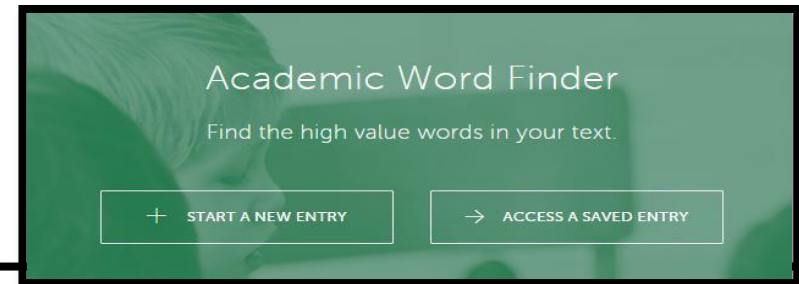 Academic Word Finder
Find the high value words in your text.
+ START A NEW ENTRY
→ ACCESS A SAVED ENTRY